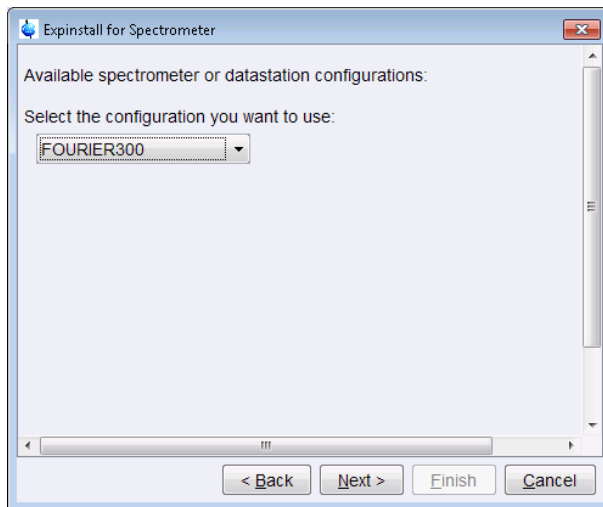 Expinstall for Spectrometer
Available spectrometer or datastation configurations:
Select the configuration you want to use:
FOURIER300
< Back Next > Finish Cancel